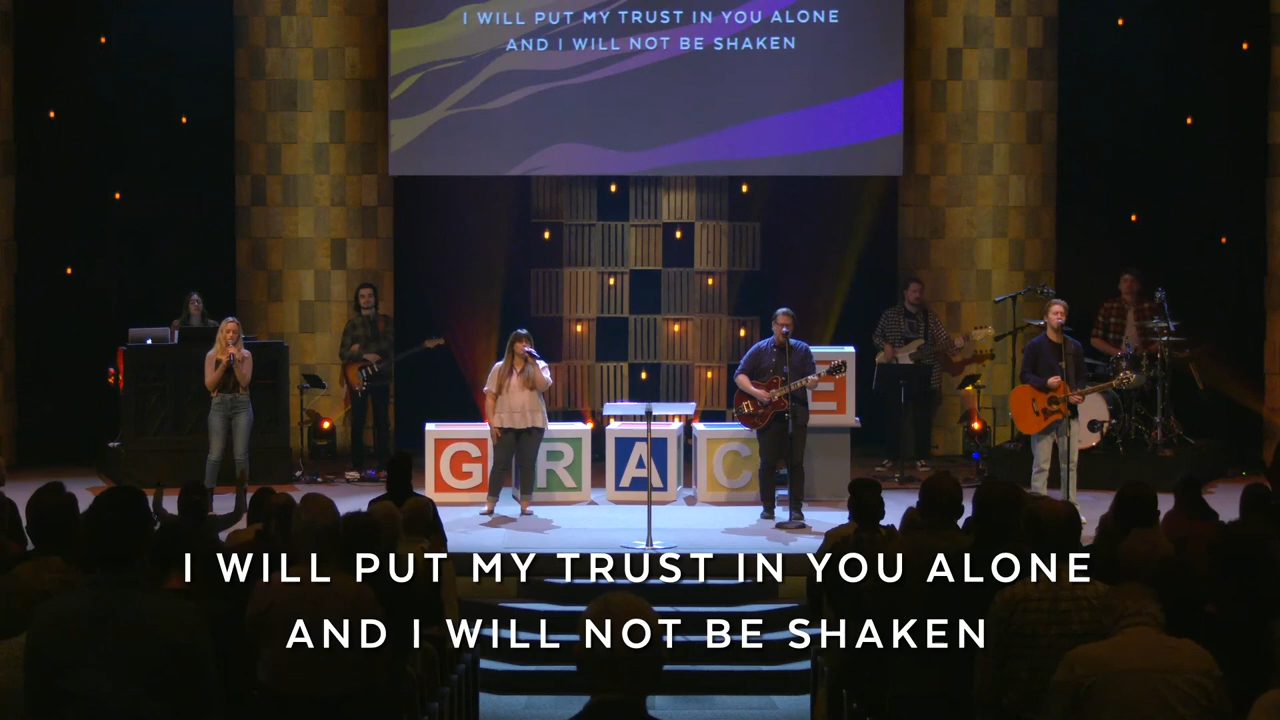 I WILL PUT MY TRUST IN YOU ALONE
AND I WILL NOT BE SHAKEN
GRACE
I WILL PUT MY TRUST IN YOU ALONE
AND I WILL NOT BE SHAKEN